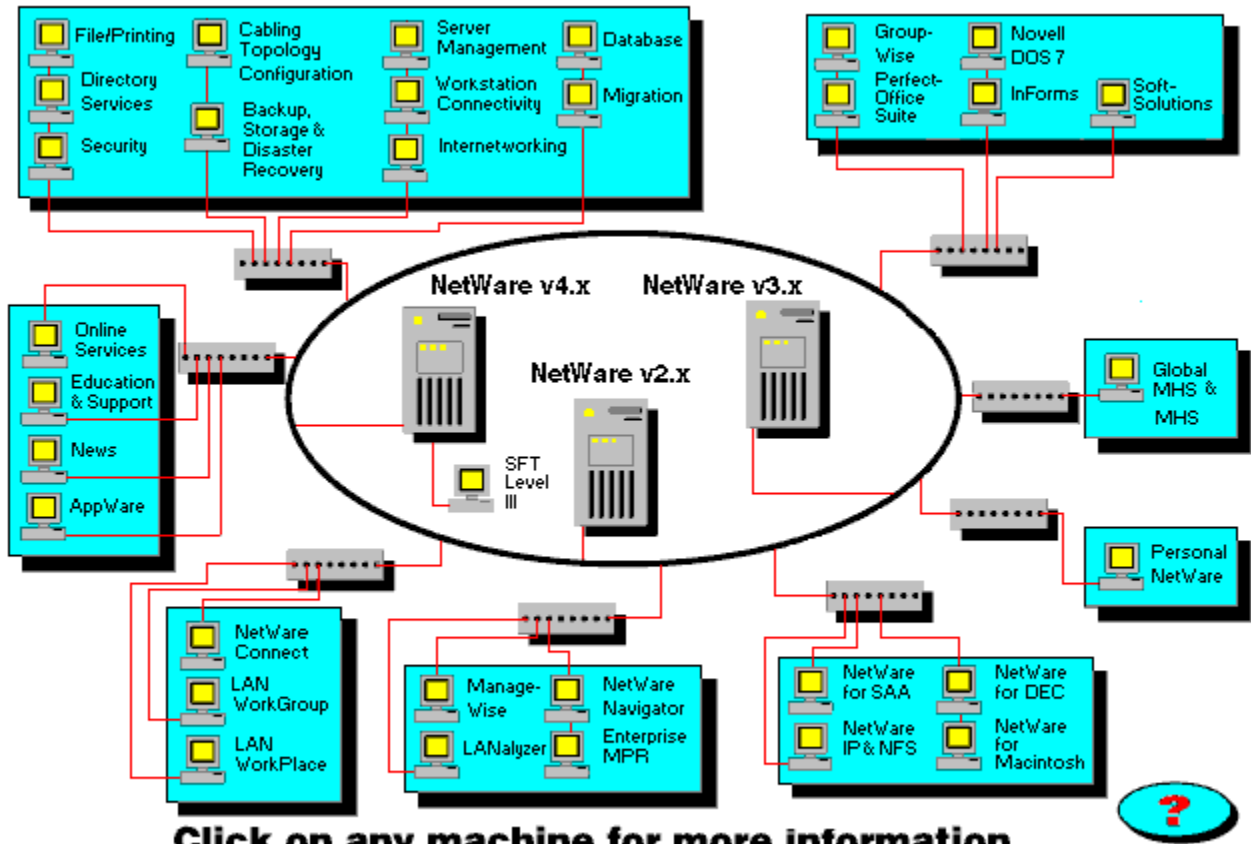 File/Printing
Directory
Services
Security
Cabling
Topology
Configuration
Backup,
Storage &
Disaster
Recovery
Server
Management
Workstation
Connectivity
Internetworking
Database
Migration
Group-
Wise
Perfect-
Office
Suite
Novell
DOS 7
InForms
Soft-
Solutions
NetWare v4.x
NetWare v3.x
NetWare v2.x
SFT
Level
III
Online
Services
Education
& Support
News
AppWare
Global
MHS &
MHS
Personal
NetWare
NetWare
Connect
LAN
WorkGroup
LAN
WorkPlace
Manage-
Wise
LANalyzer
NetWare
Navigator
Enterprise
MPR
NetWare
for SAA
NetWare
IP & NFS
NetWare
for DEC
NetWare
for
Macintosh
?
Click on any machine for more information